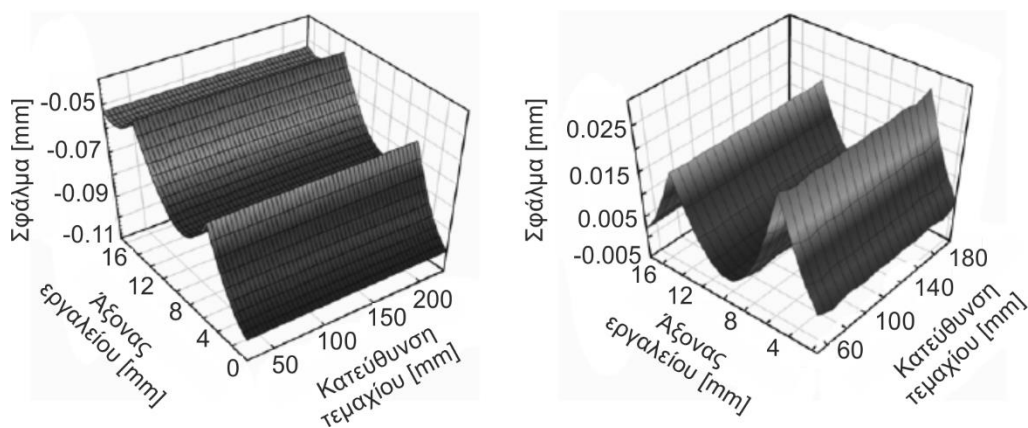 Σφάλμα [mm]
-0.05
-0.07
-0.09
-0.11
16
12
8
4
0
Άξονας
εργαλείου [mm]
50
100
150
200
Κατεύθυνση
τεμαχίου [mm]
Σφάλμα [mm]
0.025
0.015
0.005
-0.005
16
12
8
4
Άξονας
εργαλείου [mm]
60
100
140
180
Κατεύθυνση
τεμαχίου [mm]